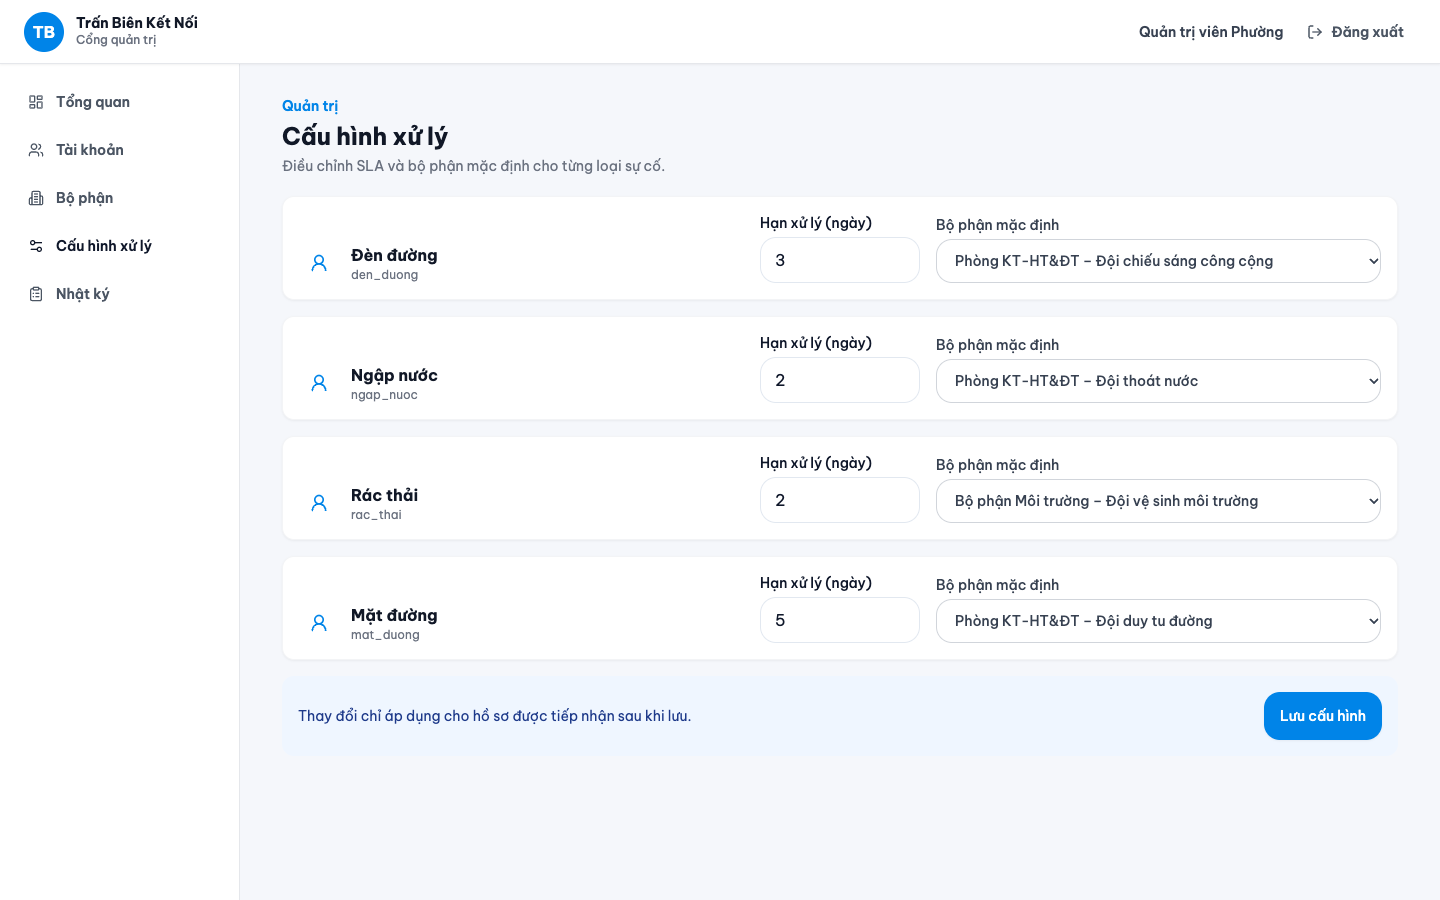 TB
Trấn Biên Kết Nối
Cổng quản trị
Quản trị viên Phường
Đăng xuất
Tổng quan
Tài khoản
Bộ phận
Cấu hình xử lý
Nhật ký
Quản trị
Cấu hình xử lý
Điều chỉnh SLA và bộ phận mặc định cho từng loại sự cố.
Đèn đường
den_duong
Hạn xử lý (ngày)
3
Bộ phận mặc định
Phòng KT-HT&ĐT – Đội chiếu sáng công cộng
Ngập nước
ngap_nuoc
Hạn xử lý (ngày)
2
Bộ phận mặc định
Phòng KT-HT&ĐT – Đội thoát nước
Rác thải
rac_thai
Hạn xử lý (ngày)
2
Bộ phận mặc định
Bộ phận Môi trường – Đội vệ sinh môi trường
Mặt đường
mat_duong
Hạn xử lý (ngày)
5
Bộ phận mặc định
Phòng KT-HT&ĐT – Đội duy tu đường
Thay đổi chỉ áp dụng cho hồ sơ được tiếp nhận sau khi lưu.
Lưu cấu hình